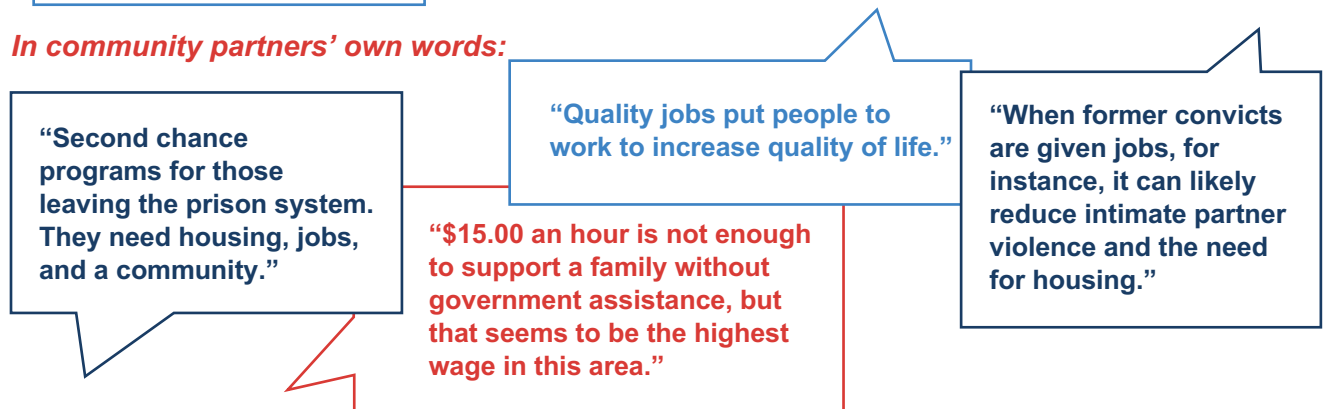 In community partners’ own words:
“Second chance
programs for those
leaving the prison system.
They need housing, jobs,
and a community.”
“Quality jobs put people to
work to increase quality of life.”
“$15.00 an hour is not enough
to support a family without
government assistance, but
that seems to be the highest
wage in this area.”
“When former convicts
are given jobs, for
instance, it can likely
reduce intimate partner
violence and the need
for housing.”